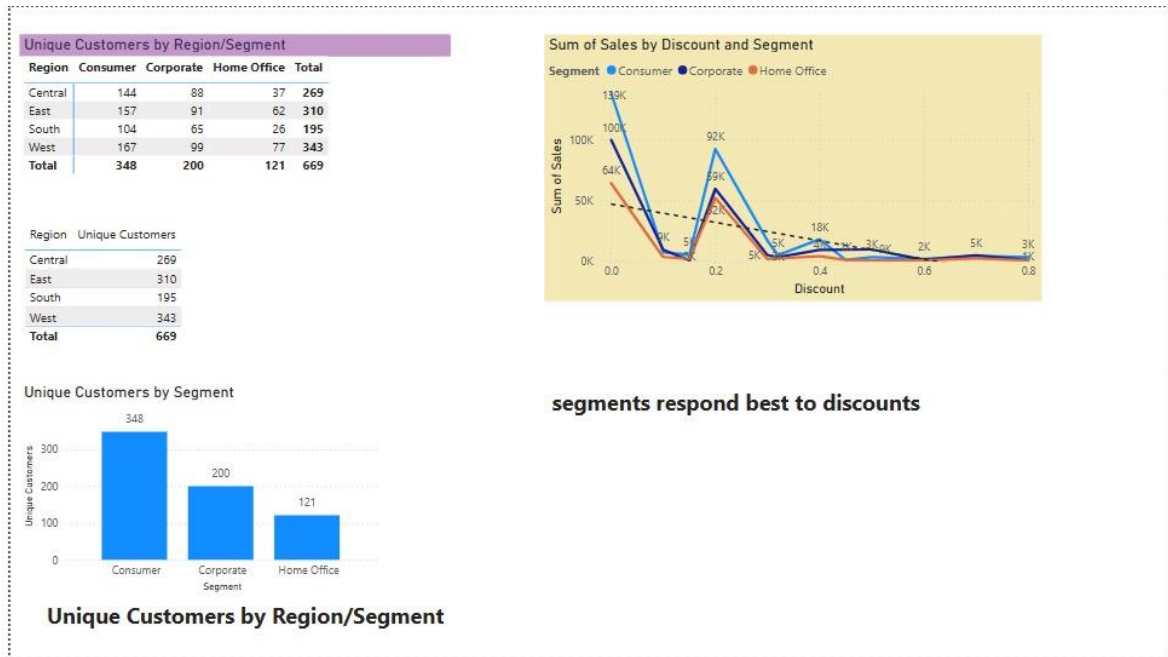 Unique Customers by Region/Segment
Region Consumer Corporate Home Office Total
Central 144 88 37 269
East 157 91 62 310
South 104 65 26 195
West 167 99 77 343
Total 348 200 121 669
Region Unique Customers
Central 269
East 310
South 195
West 343
Total 669
Unique Customers by Segment
348
200
121
Unique Customers
300
200
100
0
Consumer Corporate Home Office
Segment
Unique Customers by Region/Segment
Sum of Sales by Discount and Segment
Segment Consumer Corporate Home Office
Sum of Sales
139K
100K
100K
92K
64K
59K
50K
18K
5K
3K
2K
5K
3K
0K
0.0 0.2 0.4 0.6 0.8
Discount
segments respond best to discounts